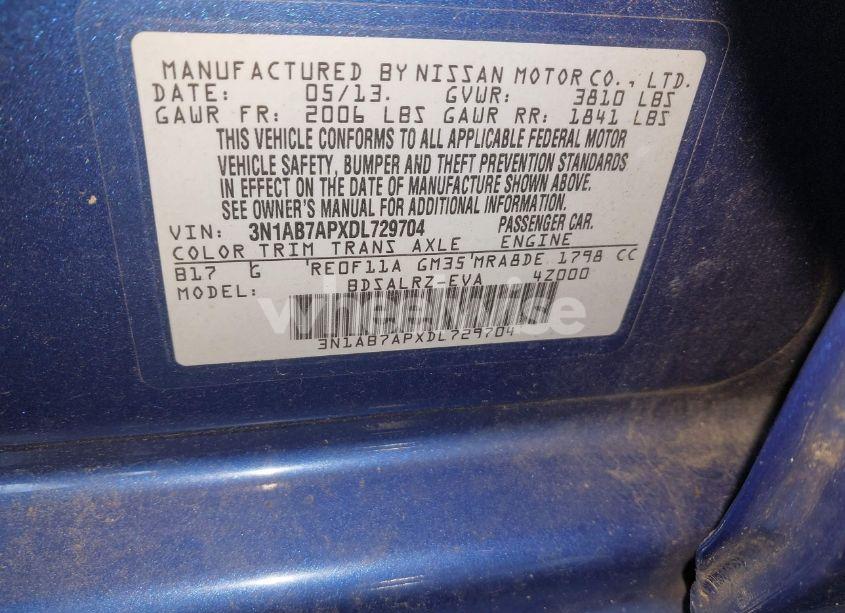 MANUFACTURED BY NISSAN MOTOR CO., LTD.
DATE: 05/13. GVWR: 3810 LBS
GAWR FR: 2006 LBS GAWR RR: 1841 LBS
THIS VEHICLE CONFORMS TO ALL APPLICABLE FEDERAL MOTOR
VEHICLE SAFETY, BUMPER AND THEFT PREVENTION STANDARDS
IN EFFECT ON THE DATE OF MANUFACTURE SHOWN ABOVE.
SEE OWNER'S MANUAL FOR ADDITIONAL INFORMATION.
VIN: 3N1AB7APXDL729704 PASSENGER CAR.
COLOR TRIM TRANS AXLE ENGINE
B17 G RE0F11A GM35 MRA8DE 1798 CC
MODEL: BDSALRZ-EVA 4Z000
wheelwise
3N1AB7APXDL729704